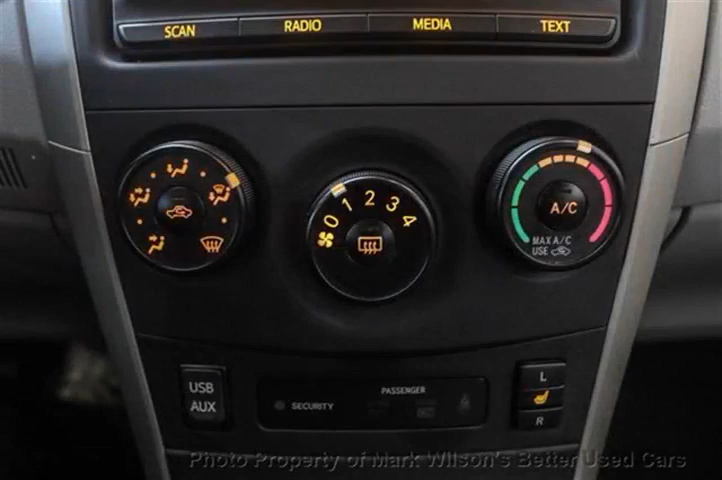 SCAN RADIO MEDIA TEXT
0 1 2 3 4
A/C
MAX A/C
USE
USB
AUX
SECURITY
PASSENGER
L
R
Photo Property of Mark Wilson's Better Used Cars